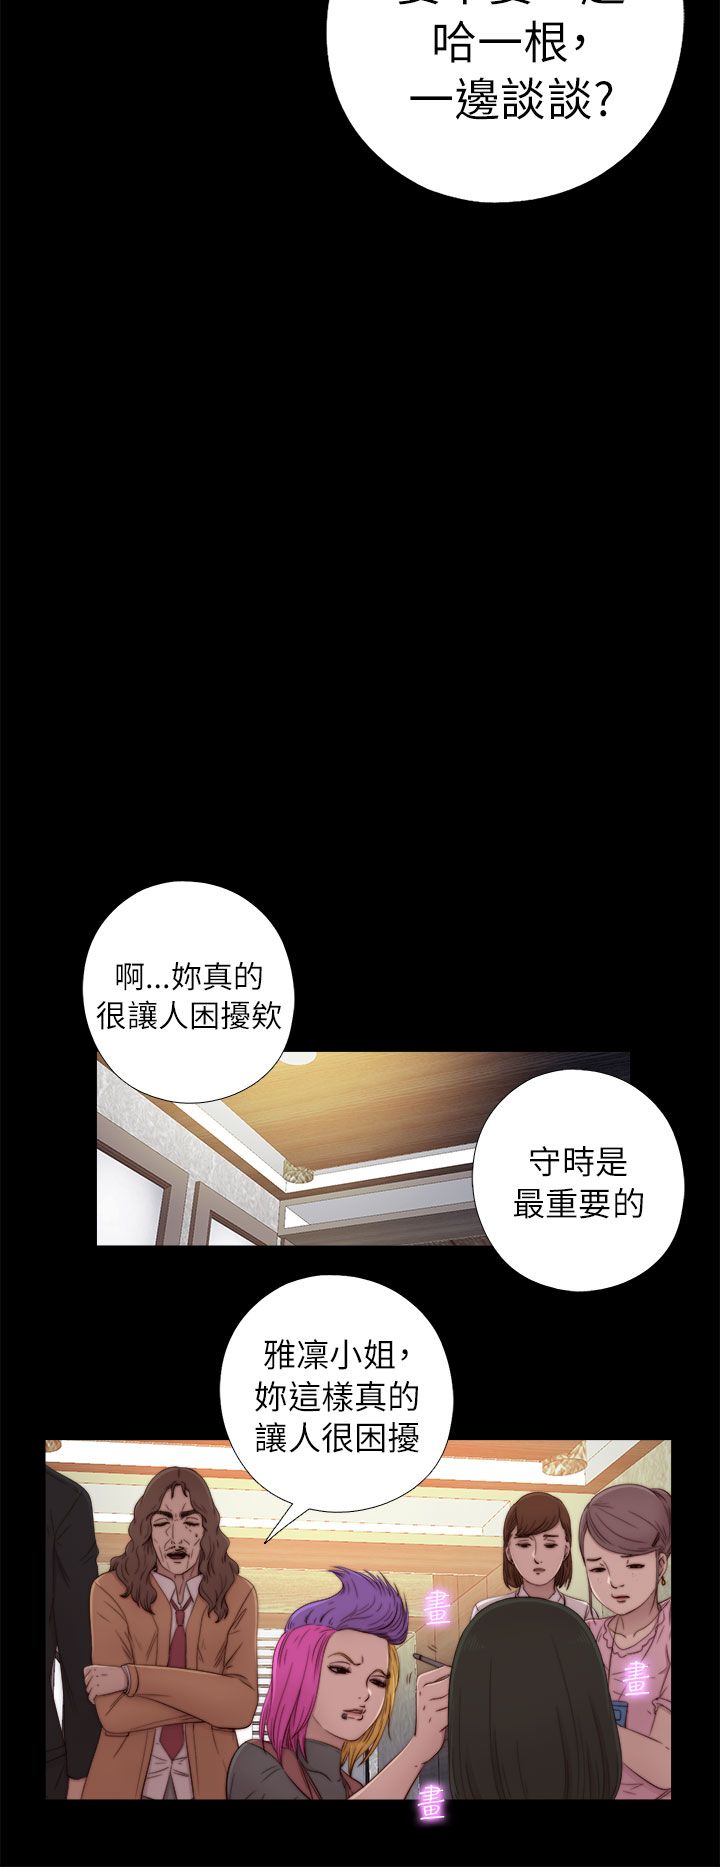 哈一根，
一邊談談?
啊...妳真的
很讓人困擾欸
守時是
最重要的
雅凜小姐，
妳這樣真的
讓人很困擾
畫
畫
畫